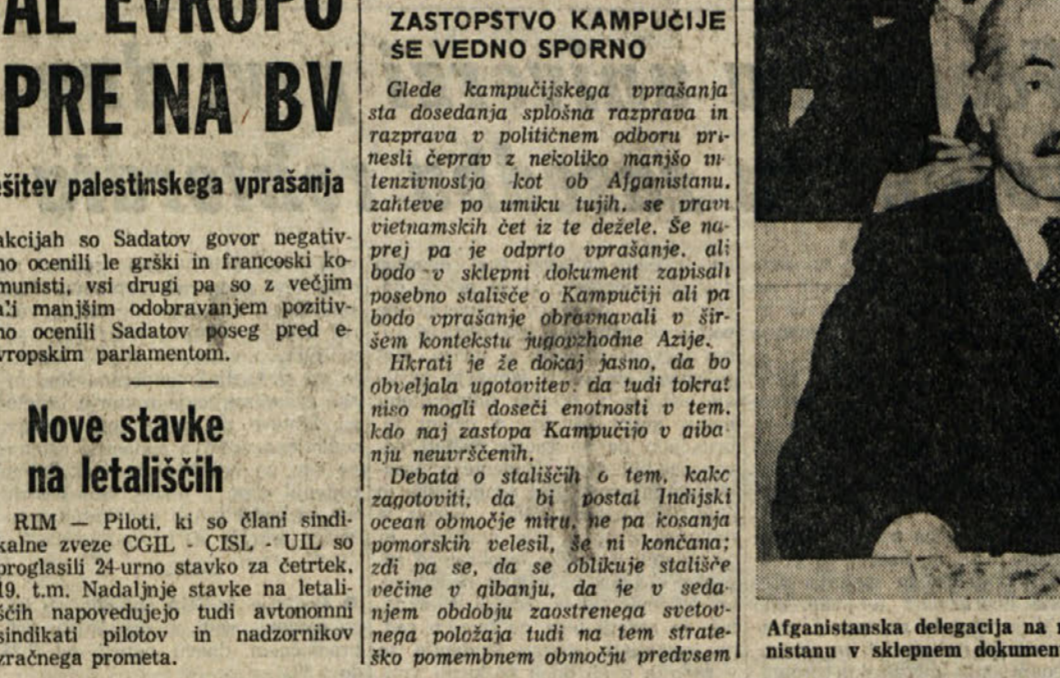 AL EVROPO
PRE NA BV
ešitev palestinskega vprašanja
akcijah so Sadatov govor negativ-
no ocenili le grški in francoski ko-
munisti, vsi drugi pa so z večjim
ali manjšim odobravanjem pozitiv-
no ocenili Sadatov poseg pred e-
vropskim parlamentom.
Nove stavke
na letališčih
RIM — Piloti, ki so člani sindi-
kalne zveze CGIL - CISL - UIL so
proglasili 24-urno stavko za četrtek,
19. t.m. Nadaljnje stavke na letali-
ščih napovedujejo tudi avtonomni
sindikati pilotov in nadzornikov
zračnega prometa.
ZASTOPSTVO KAMPUČIJE
ŠE VEDNO SPORNO
Glede kampučijskega vprašanja
sta dosedanja splošna razprava in
razprava v političnem odboru pri-
nesli čeprav z nekoliko manjšo in-
tenzivnostjo kot ob Afganistanu,
zahteve po umiku tujih, se pravi
vietnamskih čet iz te dežele. Še na-
prej pa je odprto vprašanje, ali
bodo v sklepni dokument zapisali
posebno stališče o Kampučiji ali pa
bodo vprašanje obravnavali v šir-
šem kontekstu jugovzhodne Azije.
Hkrati je že dokaj jasno, da bo
obveljala ugotovitev, da tudi tokrat
niso mogli doseči enotnosti v tem,
kdo naj zastopa Kampučijo v giba
nju neuvrščenih.
Debata o stališčih o tem, kako
zagotoviti, da bi postal Indijski
ocean območje miru, ne pa kosanja
pomorskih velesil, še ni končana;
zdi pa se, da se oblikuje stališče
večine v gibanju, da je v seda-
njem obdobju zaostrenega svetov-
nega položaja tudi na tem strate-
ško pomembnem območju predvsem
Afganistanska delegacija na
nistanu v sklepnem dokumen